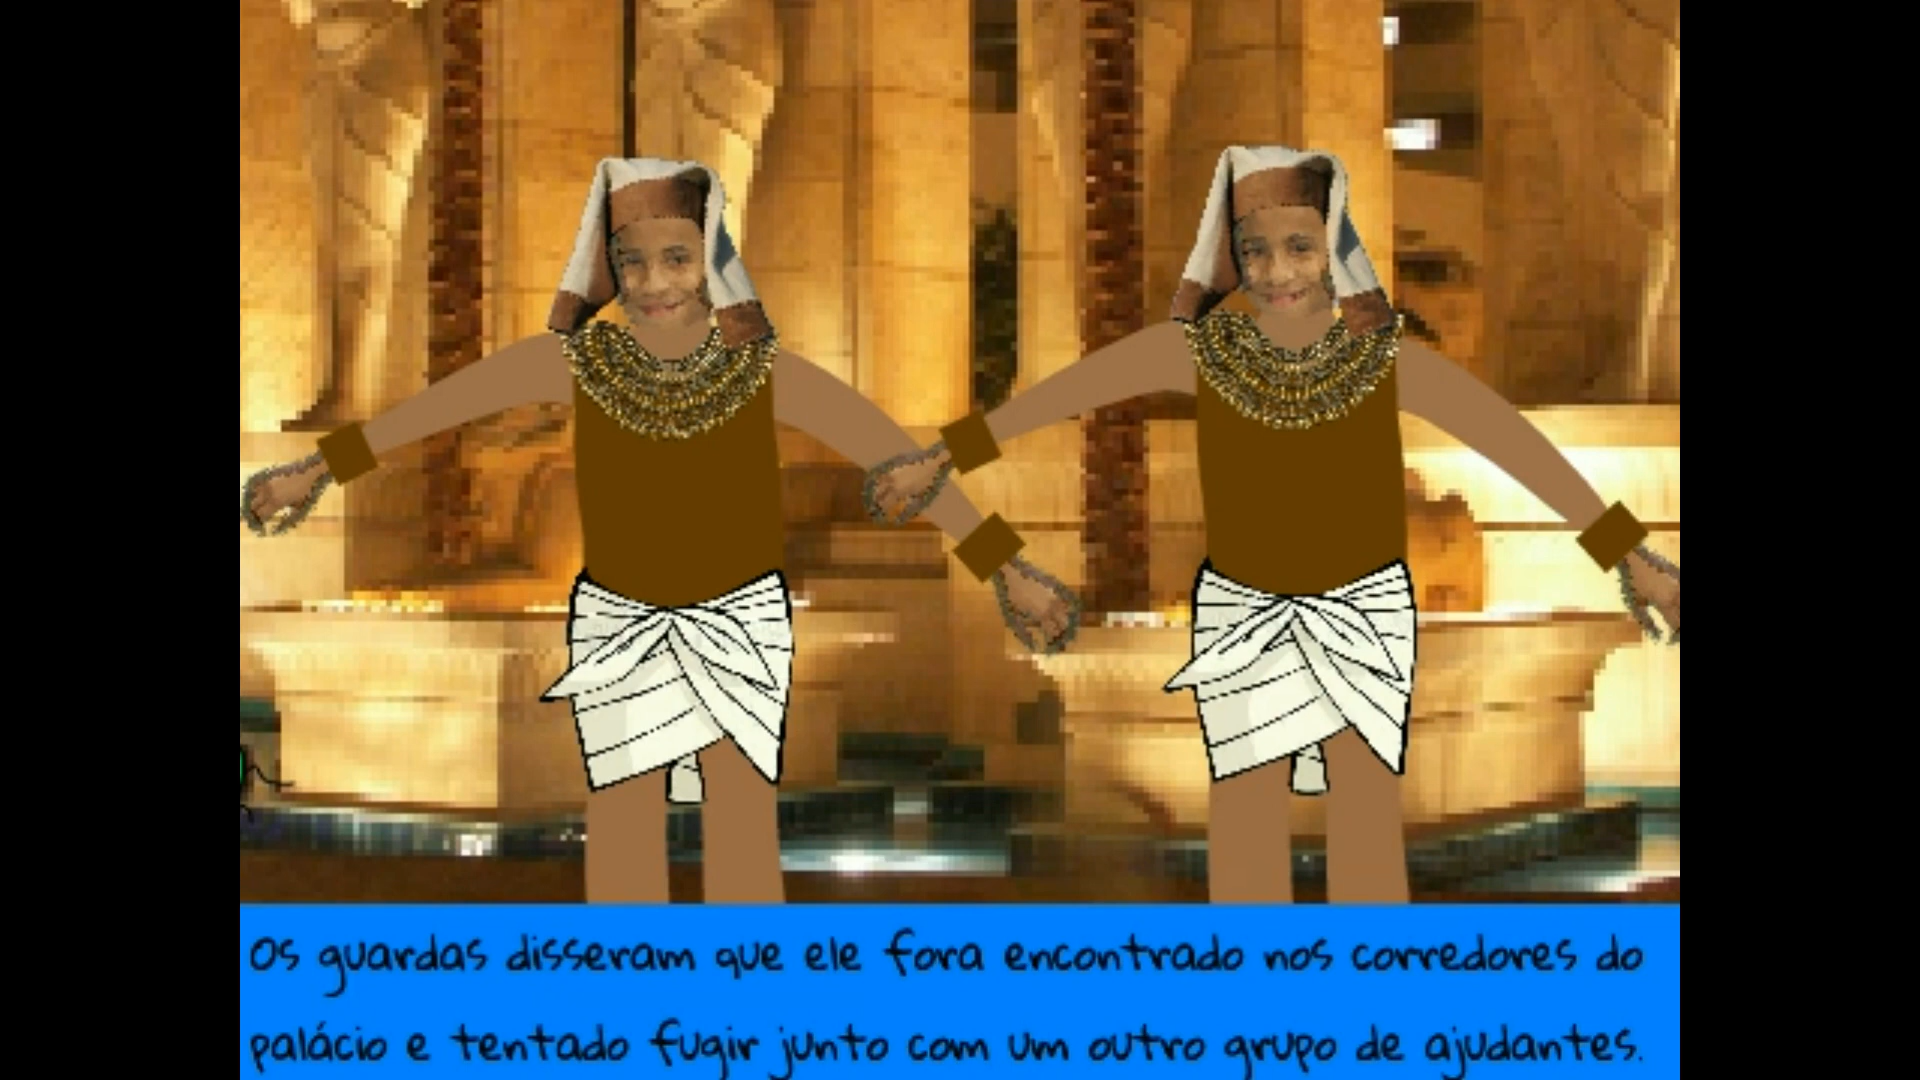 Os guardas disseram que ele fora encontrado nos corredores do
palácio e tentado fugir junto com um outro grupo de ajudantes.